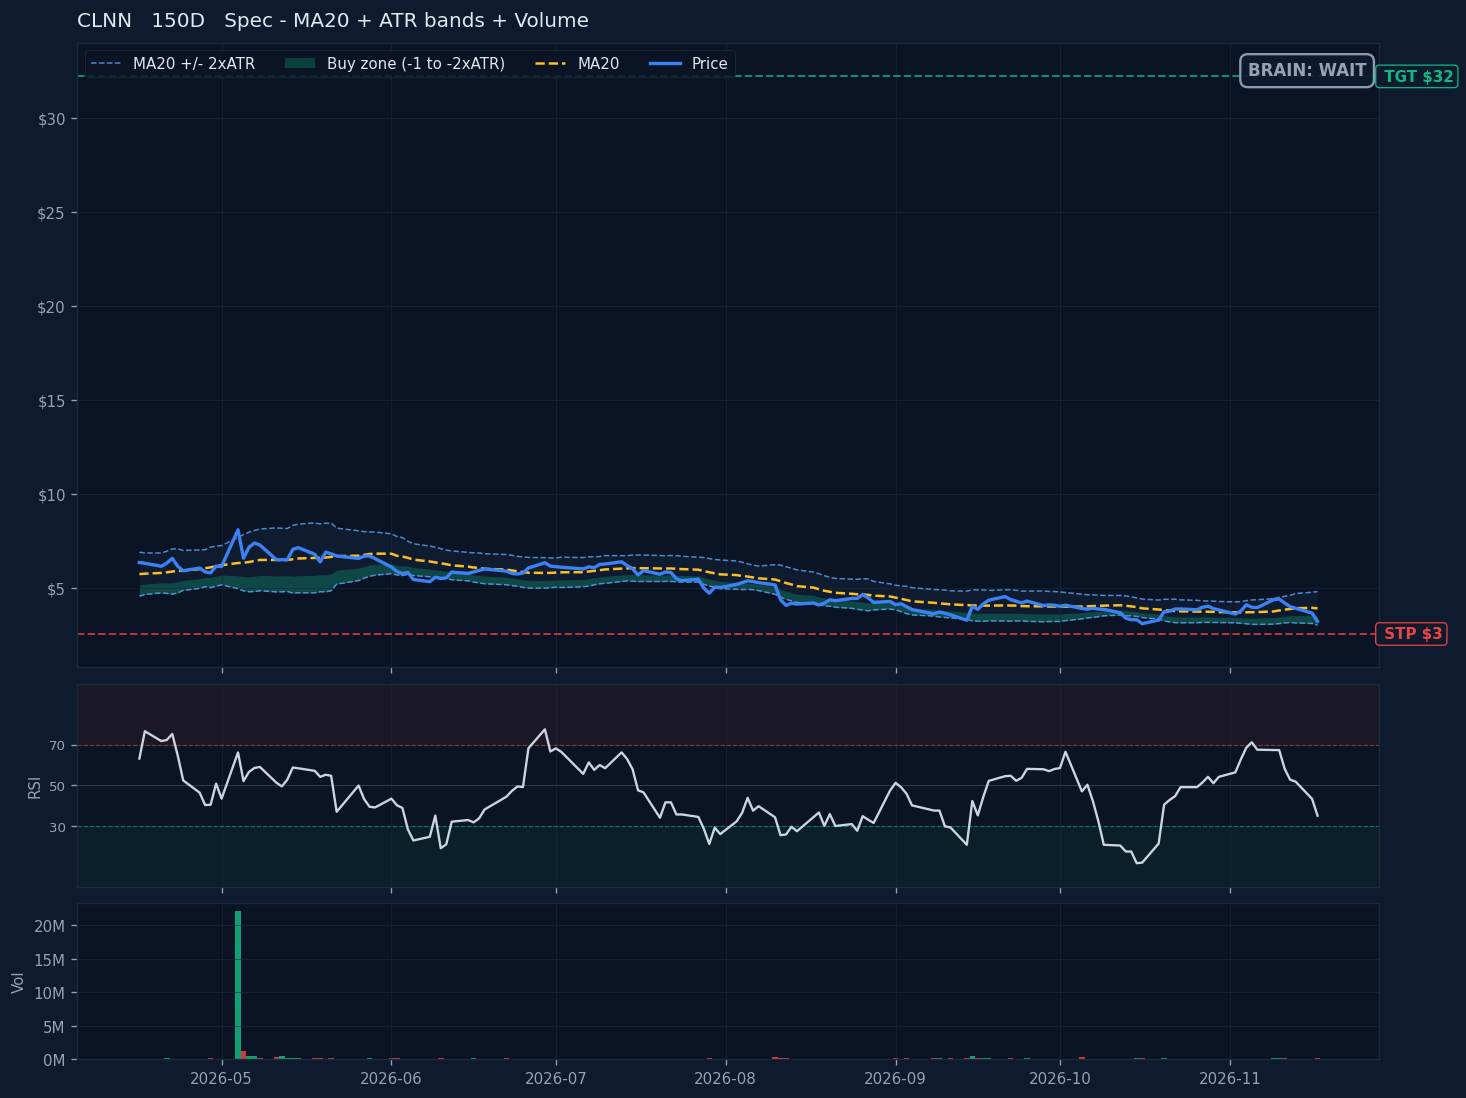 CLNN   150D   Spec - MA20 + ATR bands + Volume
MA20 +/- 2xATR   Buy zone (-1 to -2xATR)   MA20   Price
BRAIN: WAIT
TGT $32
$30
$25
$20
$15
$10
$5
STP $3
RSI
70
50
30
Vol
20M
15M
10M
5M
0M
2026-05   2026-06   2026-07   2026-08   2026-09   2026-10   2026-11